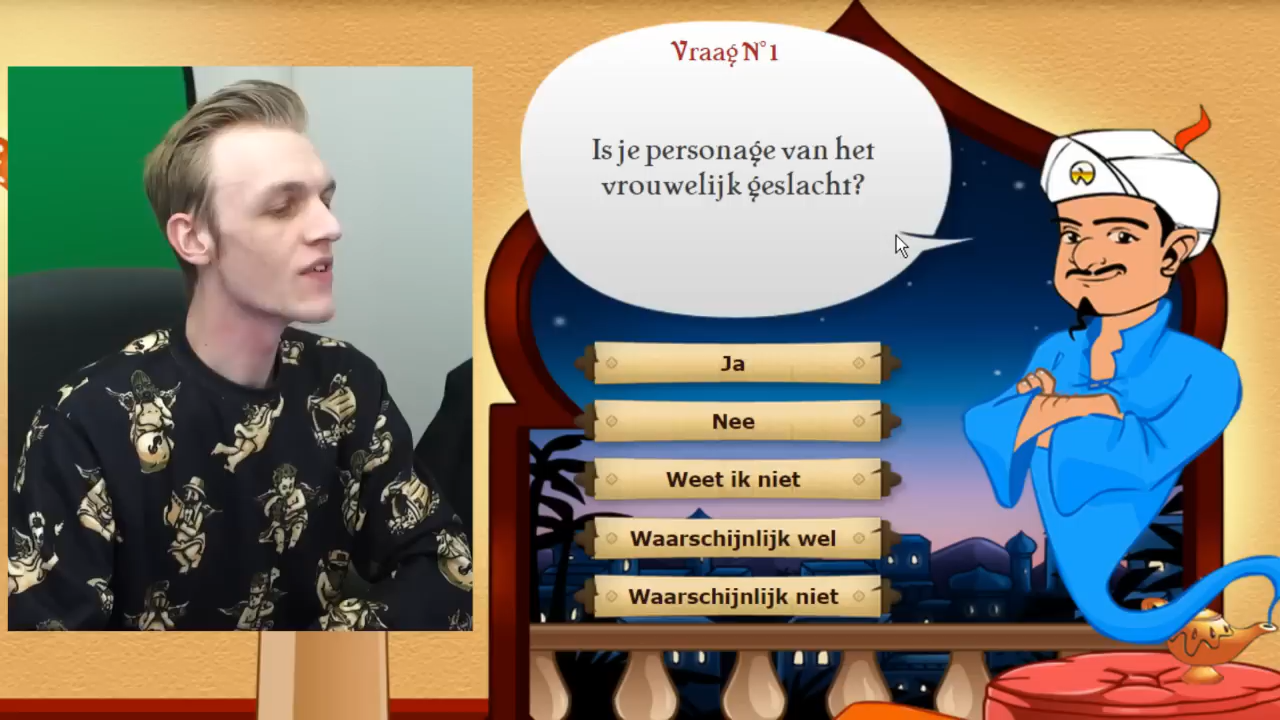 Vraag N°1
Is je personage van het
vrouwelijk geslacht?
Ja
Nee
Weet ik niet
Waarschijnlijk wel
Waarschijnlijk niet